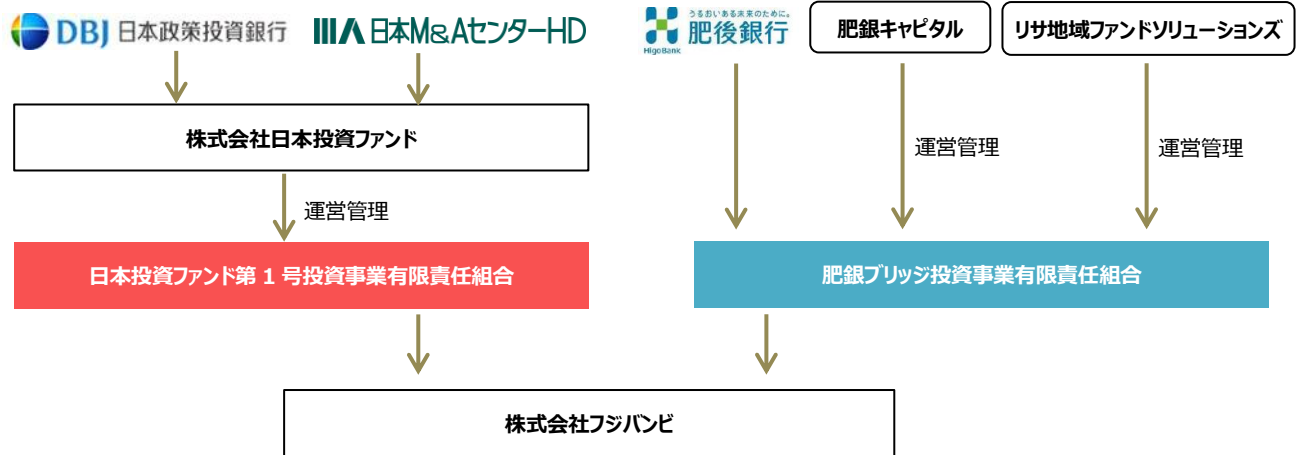 DBJ 日本政策投資銀行
日本M&AセンターHD
株式会社日本投資ファンド
運営管理
日本投資ファンド第 1 号投資事業有限責任組合
うるおいある未来のために。
HigoBank 肥後銀行
肥銀キャピタル
リサ地域ファンドソリューションズ
運営管理
運営管理
肥銀ブリッジ投資事業有限責任組合
株式会社フジバンビ